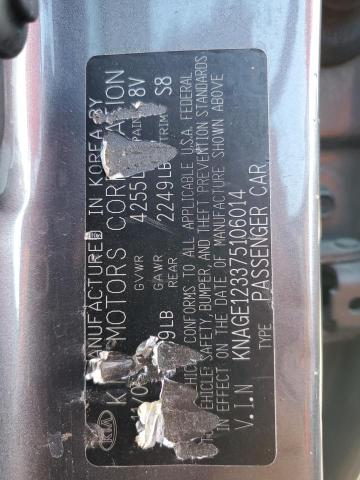 KIA
MANUFACTURED IN KOREA BY
K MOTORS CORPORATION
GVWR 4255 PAINT 8V
GAWR 2249LB TRIM S8
9LB REAR
VEHICLE CONFORMS TO ALL APPLICABLE U.S.A. FEDERAL
VEHICLE SAFETY, BUMPER, AND THEFT PREVENTION STANDARDS
IN EFFECT ON THE DATE OF MANUFACTURE SHOWN ABOVE
V.I.N KNAGE123375106014
TYPE PASSENGER CAR